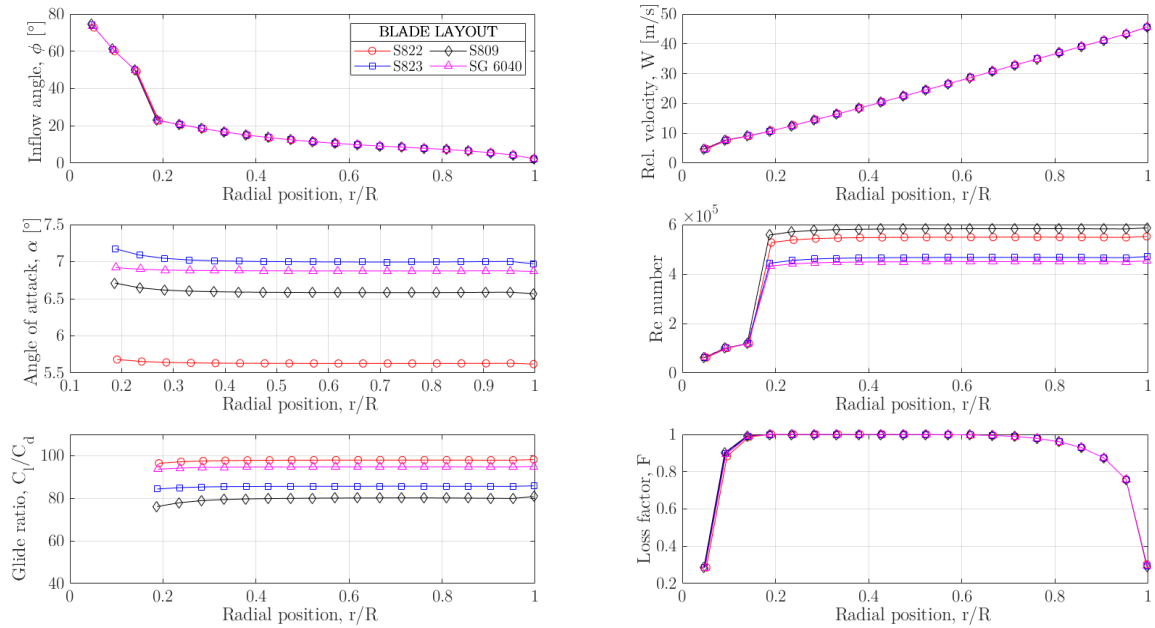 Inflow angle, ϕ [°]
80
60
40
20
0
BLADE LAYOUT
S822 S809
S823 SG 6040
0 0.2 0.4 0.6 0.8 1
Radial position, r/R
Rel. velocity, W [m/s]
50
40
30
20
10
0
0 0.2 0.4 0.6 0.8 1
Radial position, r/R
Angle of attack, α [°]
7.5
7
6.5
6
5.5
0.1 0.2 0.3 0.4 0.5 0.6 0.7 0.8 0.9 1
Radial position, r/R
×10⁵
Re number
6
4
2
0
0 0.2 0.4 0.6 0.8 1
Radial position, r/R
Glide ratio, Cₗ/C_d
100
80
60
40
0 0.2 0.4 0.6 0.8 1
Radial position, r/R
Loss factor, F
1
0.8
0.6
0.4
0.2
0 0.2 0.4 0.6 0.8 1
Radial position, r/R